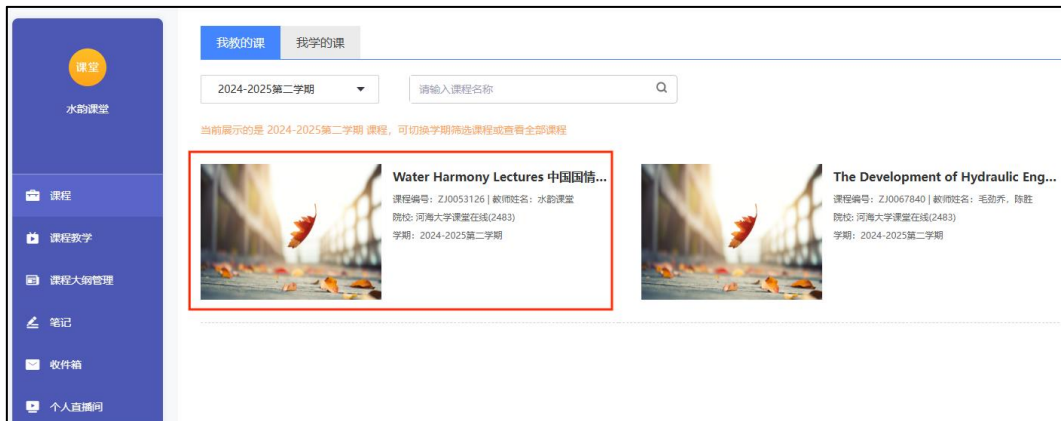 课堂
水韵课堂
课程
课程教学
课程大纲管理
笔记
收件箱
个人直播间
我教的课 我学的课
2024-2025第二学期 请输入课程名称
当前展示的是 2024-2025第二学期 课程，可切换学期筛选课程或查看全部课程
Water Harmony Lectures 中国国情...
课程编号：ZJ0053126 | 教师姓名：水韵课堂
院校: 河海大学课堂在线(2483)
学期：2024-2025第二学期
The Development of Hydraulic Eng...
课程编号：ZJ0067840 | 教师姓名：毛劲乔，陈胜
院校: 河海大学课堂在线(2483)
学期：2024-2025第二学期